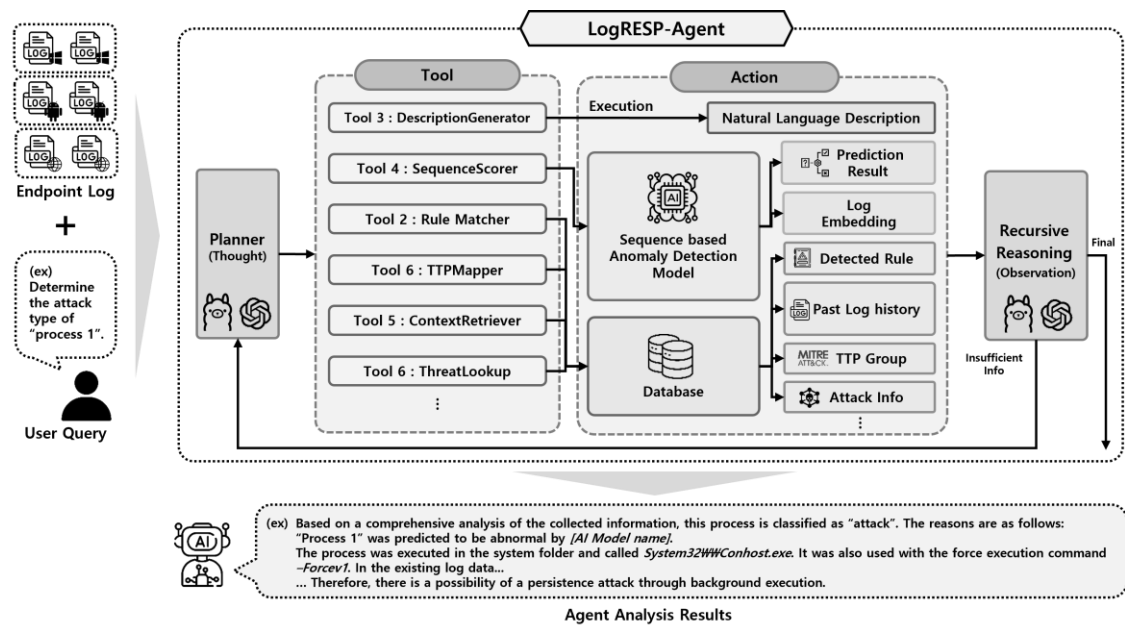 LogRESP-Agent
LOG
LOG
LOG
LOG
LOG
LOG
Endpoint Log
+
(ex)
Determine
the attack
type of
“process 1”.
User Query
Planner
(Thought)
Tool
Tool 3 : DescriptionGenerator
Tool 4 : SequenceScorer
Tool 2 : Rule Matcher
Tool 6 : TTPMapper
Tool 5 : ContextRetriever
Tool 6 : ThreatLookup
⋮
Execution
Action
Natural Language Description
AI
Sequence based
Anomaly Detection
Model
Database
Prediction
Result
Log
Embedding
Detected Rule
LOG
Past Log history
MITRE
ATT&CK
TTP Group
Attack Info
⋮
Recursive
Reasoning
(Observation)
Final
Insufficient
Info
AI
(ex) Based on a comprehensive analysis of the collected information, this process is classified as “attack”. The reasons are as follows:
“Process 1” was predicted to be abnormal by [AI Model name].
The process was executed in the system folder and called System32₩₩Conhost.exe. It was also used with the force execution command
–Forcev1. In the existing log data...
... Therefore, there is a possibility of a persistence attack through background execution.
Agent Analysis Results